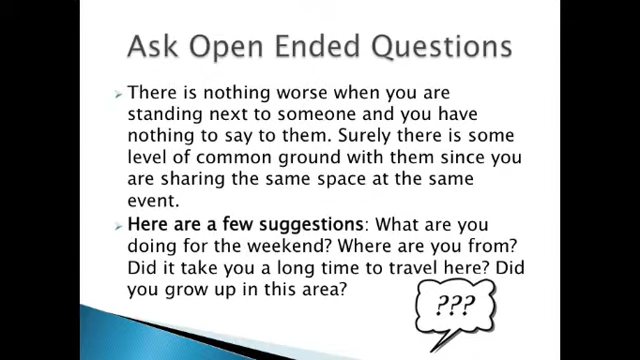 Ask Open Ended Questions
There is nothing worse when you are
standing next to someone and you have
nothing to say to them. Surely there is some
level of common ground with them since you
are sharing the same space at the same
event.
Here are a few suggestions: What are you
doing for the weekend? Where are you from?
Did it take you a long time to travel here? Did
you grow up in this area?
???